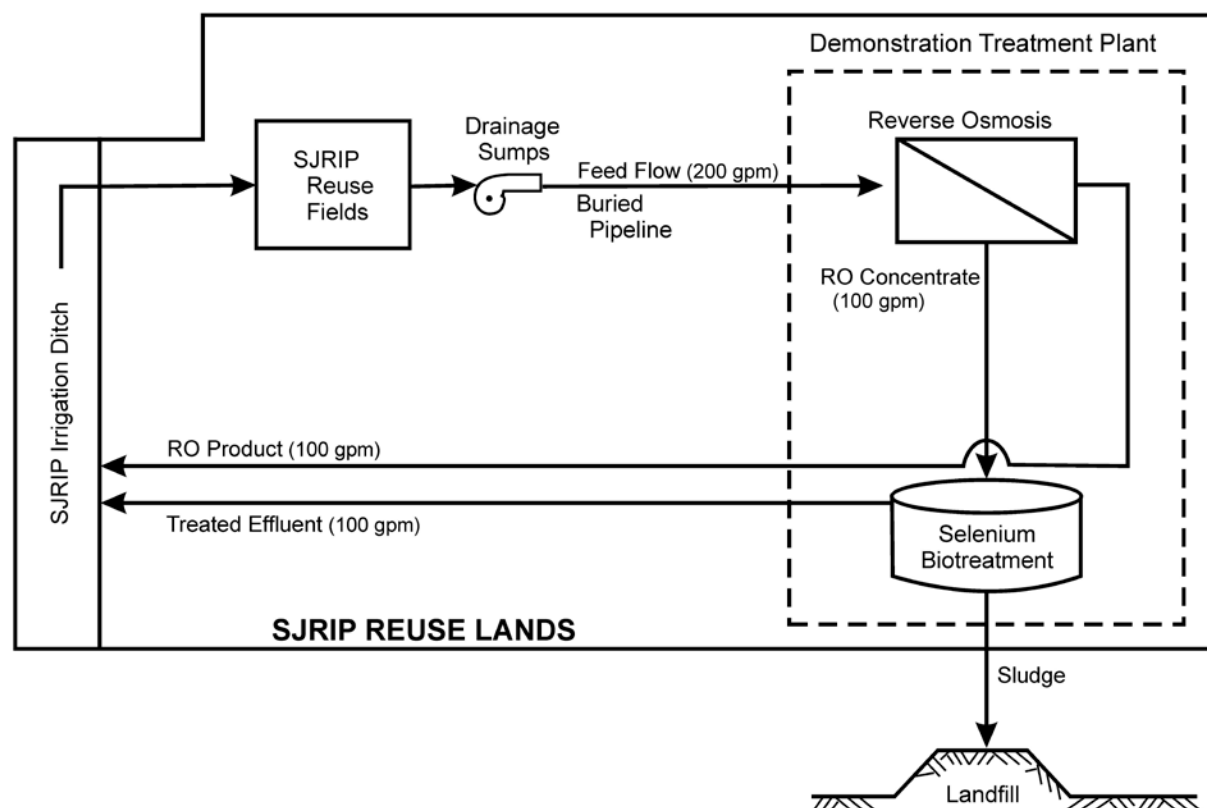 Demonstration Treatment Plant
Reverse Osmosis
SJRIP
Reuse
Fields
Drainage
Sumps
Feed Flow (200 gpm)
Buried
Pipeline
RO Concentrate
(100 gpm)
SJRIP Irrigation Ditch
RO Product (100 gpm)
Treated Effluent (100 gpm)
Selenium
Biotreatment
SJRIP REUSE LANDS
Sludge
Landfill